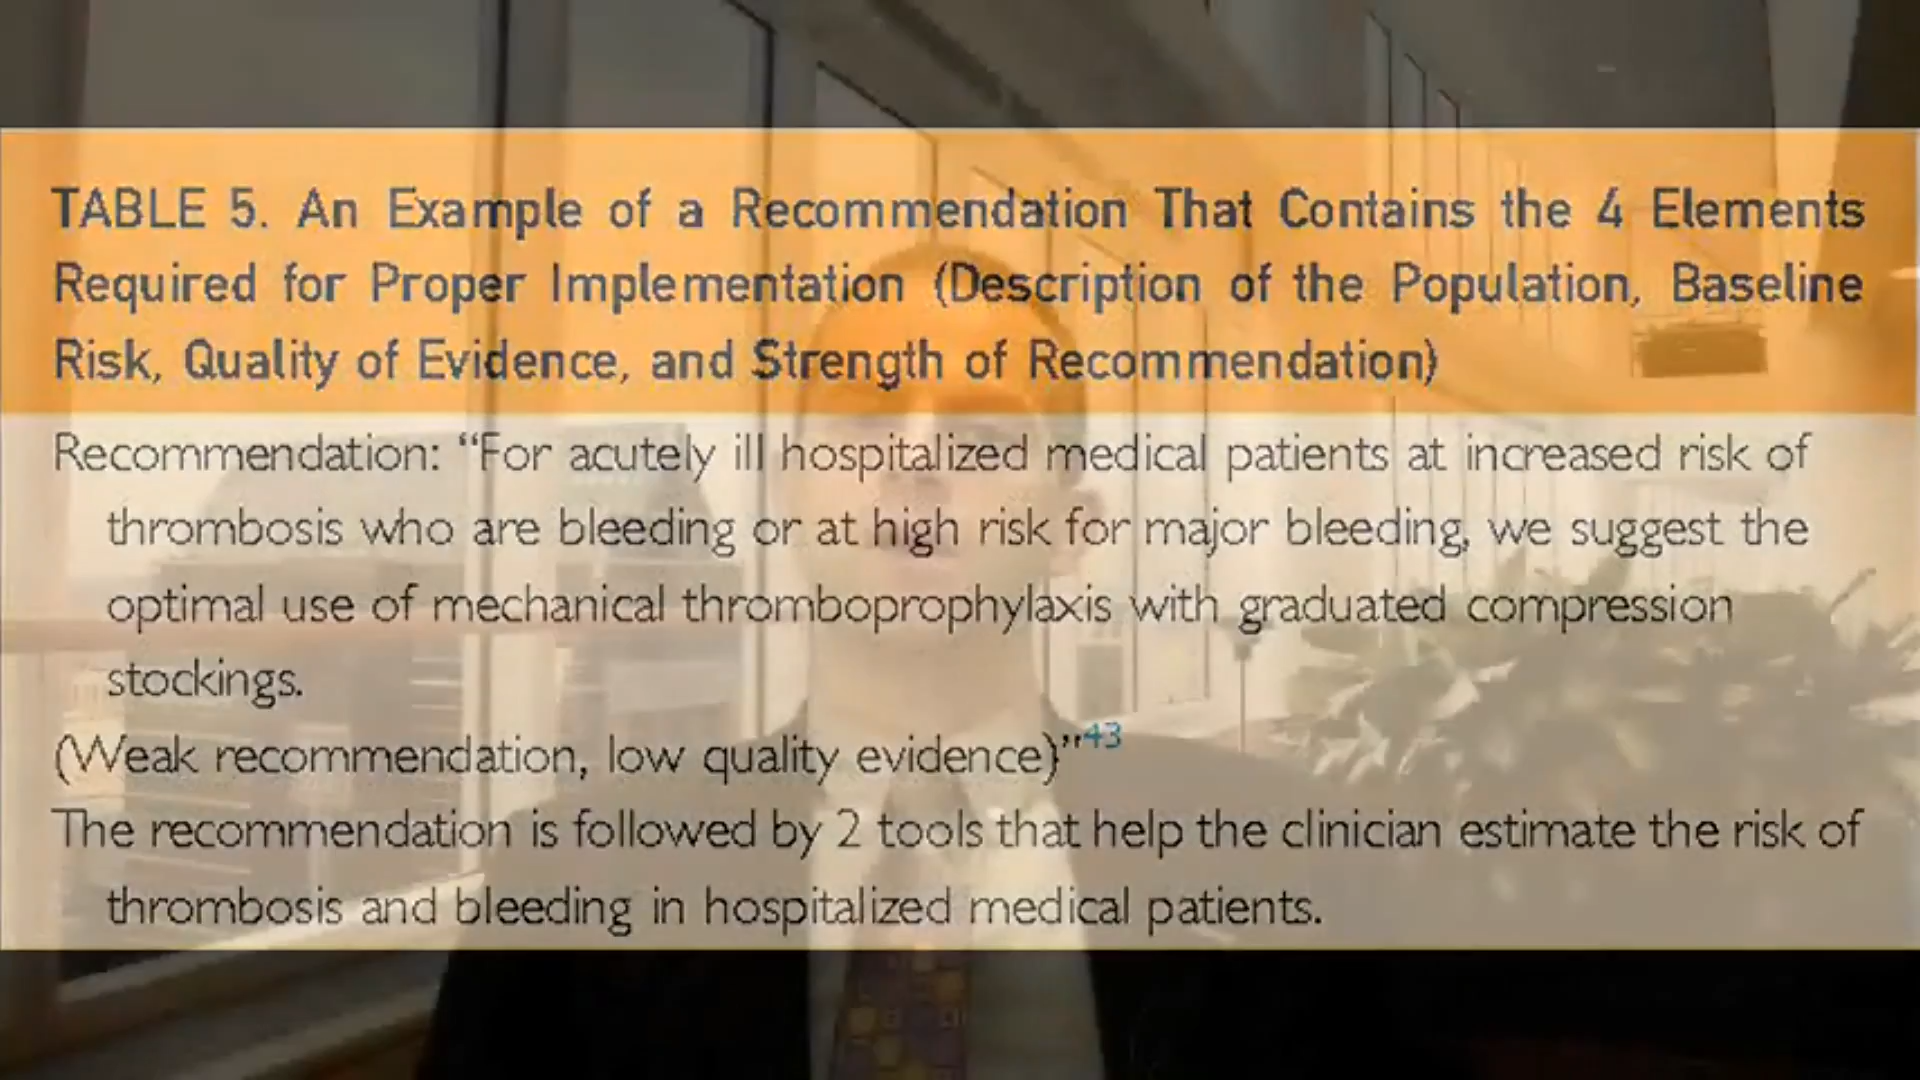 TABLE 5. An Example of a Recommendation That Contains the 4 Elements
Required for Proper Implementation (Description of the Population, Baseline
Risk, Quality of Evidence, and Strength of Recommendation)
Recommendation: “For acutely ill hospitalized medical patients at increased risk of
thrombosis who are bleeding or at high risk for major bleeding, we suggest the
optimal use of mechanical thromboprophylaxis with graduated compression
stockings.
(Weak recommendation, low quality evidence)”43
The recommendation is followed by 2 tools that help the clinician estimate the risk of
thrombosis and bleeding in hospitalized medical patients.